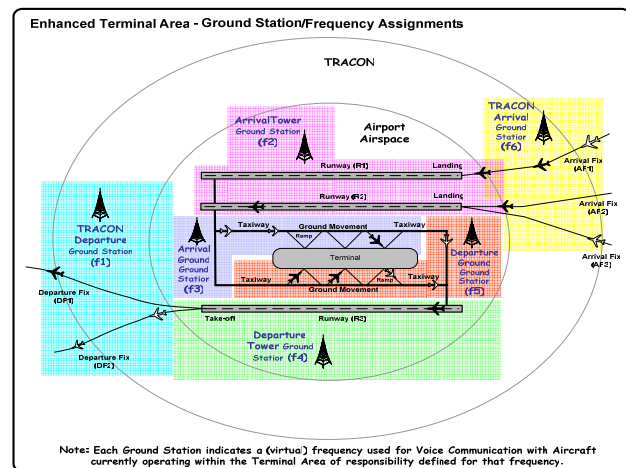 Enhanced Terminal Area - Ground Station/Frequency Assignments
TRACON
ArrivalTower
Ground Station
(f2)
Airport
Airspace
TRACON
Arrival
Ground
Station
(f6)
Arrival Fix
(AF1)
Runway (R1)
Landing
Runway (R2)
Landing
Arrival Fix
(AF2)
Arrival Fix
(AF3)
TRACON
Departure
Ground Station
(f1)
Arrival
Ground
Ground
Station
(f3)
Taxiway
Ground Movement
Taxiway
Ramp
Terminal
Taxiway
Ramp
Taxiway
Ground Movement
Departure
Ground
Ground
Station
(f5)
Departure Fix
(DF1)
Take-off
Runway (R3)
Departure Fix
(DF2)
Departure
Tower Ground
Station (f4)
Note: Each Ground Station indicates a (virtual) frequency used for Voice Communication with Aircraft
currently operating within the Terminal Area of responsibility defined for that frequency.